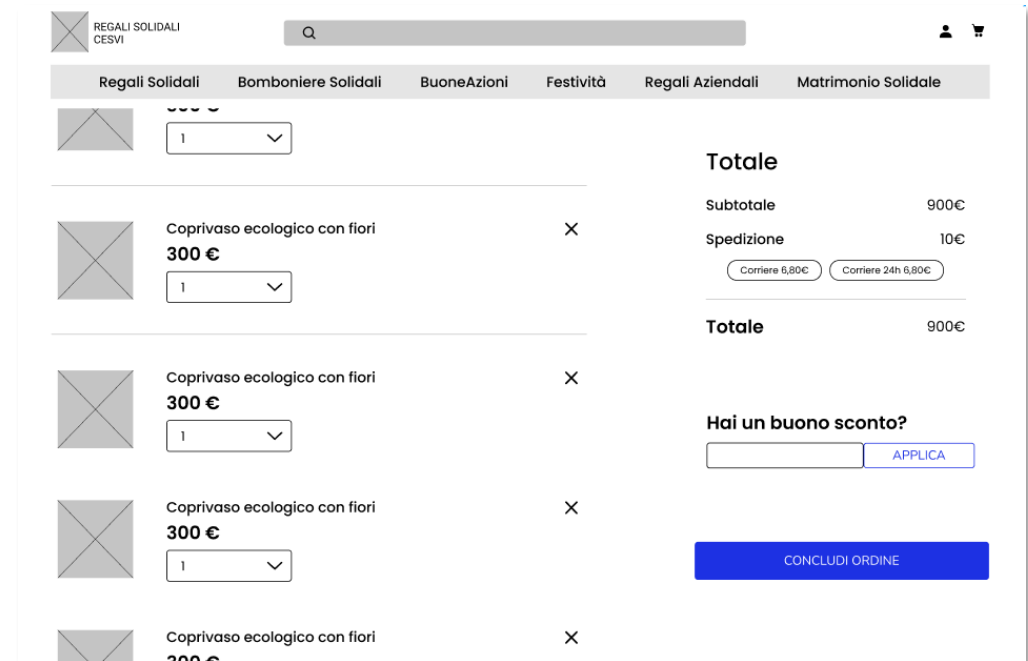 REGALI SOLIDALI
CESVI
Regali Solidali Bomboniere Solidali BuoneAzioni Festività Regali Aziendali Matrimonio Solidale
1
Coprivaso ecologico con fiori
300 €
1
Coprivaso ecologico con fiori
300 €
1
Coprivaso ecologico con fiori
300 €
1
Coprivaso ecologico con fiori
300 €
Totale
Subtotale 900€
Spedizione 10€
Corriere 6,80€ Corriere 24h 6,80€
Totale 900€
Hai un buono sconto?
APPLICA
CONCLUDI ORDINE